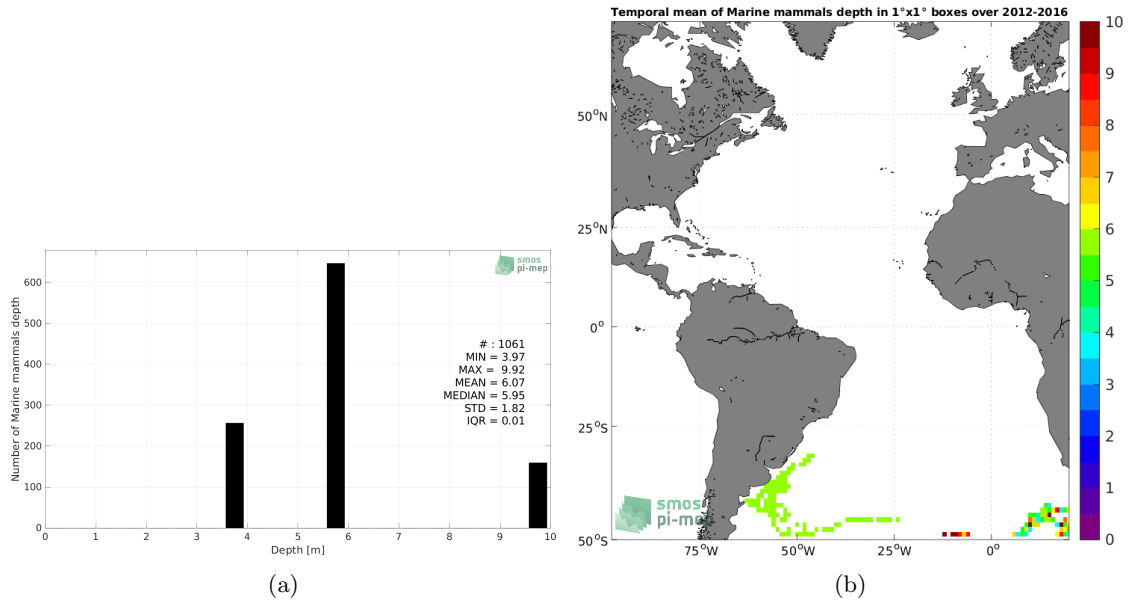 Temporal mean of Marine mammals depth in 1°x1° boxes over 2012-2016
smos
pi-mep
Number of Marine mammals depth
600
500
400
300
200
100
0
# : 1061
MIN = 3.97
MAX = 9.92
MEAN = 6.07
MEDIAN = 5.95
STD = 1.82
IQR = 0.01
0 1 2 3 4 5 6 7 8 9 10
Depth [m]
(a)
50°N
25°N
0°
25°S
50°S
75°W 50°W 25°W 0°
smos
pi-mep
10
9
8
7
6
5
4
3
2
1
0
(b)